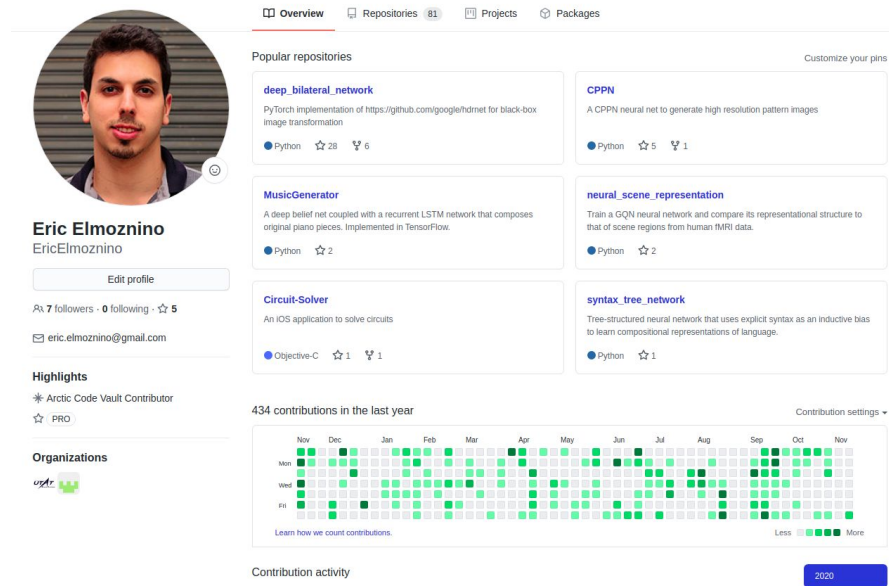 Overview
Repositories 81
Projects
Packages
Eric Elmoznino
EricElmoznino
Edit profile
7 followers · 0 following · 5
eric.elmoznino@gmail.com
Highlights
Arctic Code Vault Contributor
PRO
Organizations
Popular repositories
Customize your pins
deep_bilateral_network
PyTorch implementation of https://github.com/google/hdrnet for black-box
image transformation
Python 28 6
CPPN
A CPPN neural net to generate high resolution pattern images
Python 5 1
MusicGenerator
A deep belief net coupled with a recurrent LSTM network that composes
original piano pieces. Implemented in TensorFlow.
Python 2
neural_scene_representation
Train a GQN neural network and compare its representational structure to
that of scene regions from human fMRI data.
Python 2
Circuit-Solver
An iOS application to solve circuits
Objective-C 1 1
syntax_tree_network
Tree-structured neural network that uses explicit syntax as an inductive bias
to learn compositional representations of language.
Python 1
434 contributions in the last year
Contribution settings
Nov Dec Jan Feb Mar Apr May Jun Jul Aug Sep Oct Nov
Mon
Wed
Fri
Learn how we count contributions.
Less More
Contribution activity
2020